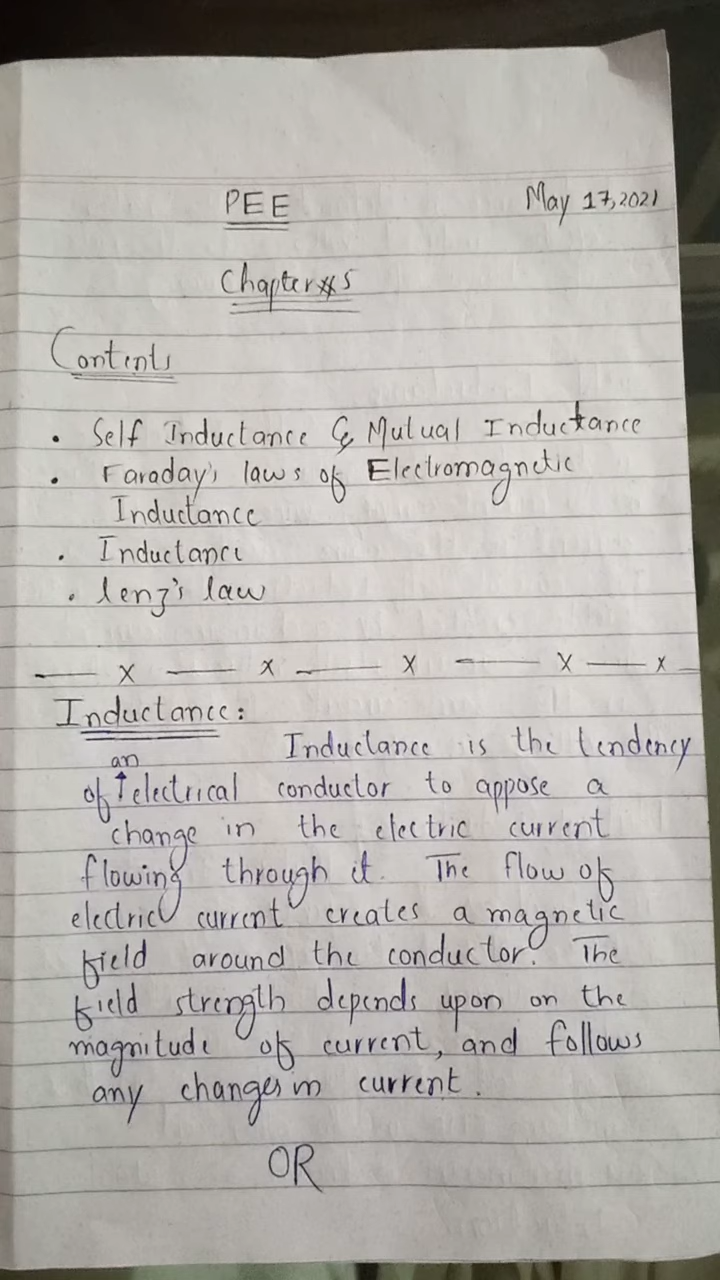 PEE
May 17,2021
Chapter#5
Contents
• Self Inductance & Mutual Inductance
• Faraday's laws of Electromagnetic
Inductance
• Inductance
• lenz's law
— x — x — x — x — x —
Inductance:
Inductance is the tendency
of ↑an electrical conductor to appose a
change in the electric current
flowing through it. The flow of
electric current creates a magnetic
field around the conductor. The
field strength depends upon on the
magnitude of current, and follows
any changes in current.
OR